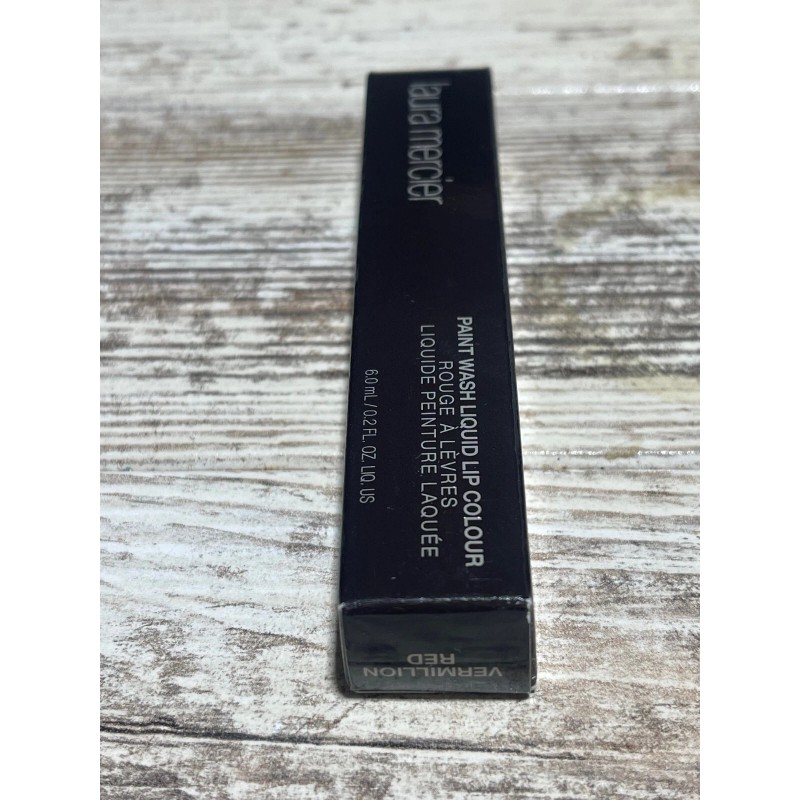 laura mercier
PAINT WASH LIQUID LIP COLOUR
ROUGE À LÈVRES
LIQUIDE PEINTURE LAQUÉE
6.0 mL / 0.2 FL. OZ. LIQ. US
VERMILLION
RED